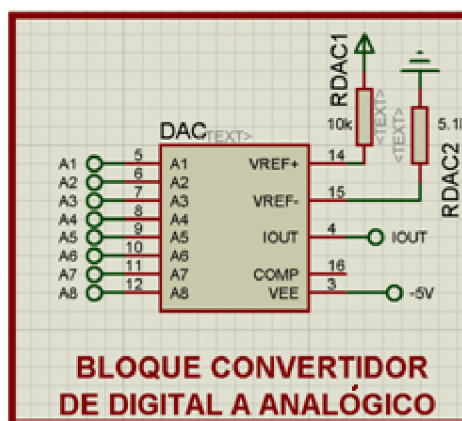 RDAC1
10k
<TEXT>
<TEXT>
5.1
RDAC2
DAC
<TEXT>
A1 5 A1 VREF+ 14
A2 6 A2
A3 7 A3 VREF- 15
A4 8 A4
A5 9 A5 IOUT 4 IOUT
A6 10 A6
A7 11 A7 COMP 16
A8 12 A8 VEE 3 -5V
BLOQUE CONVERTIDOR
DE DIGITAL A ANALÓGICO